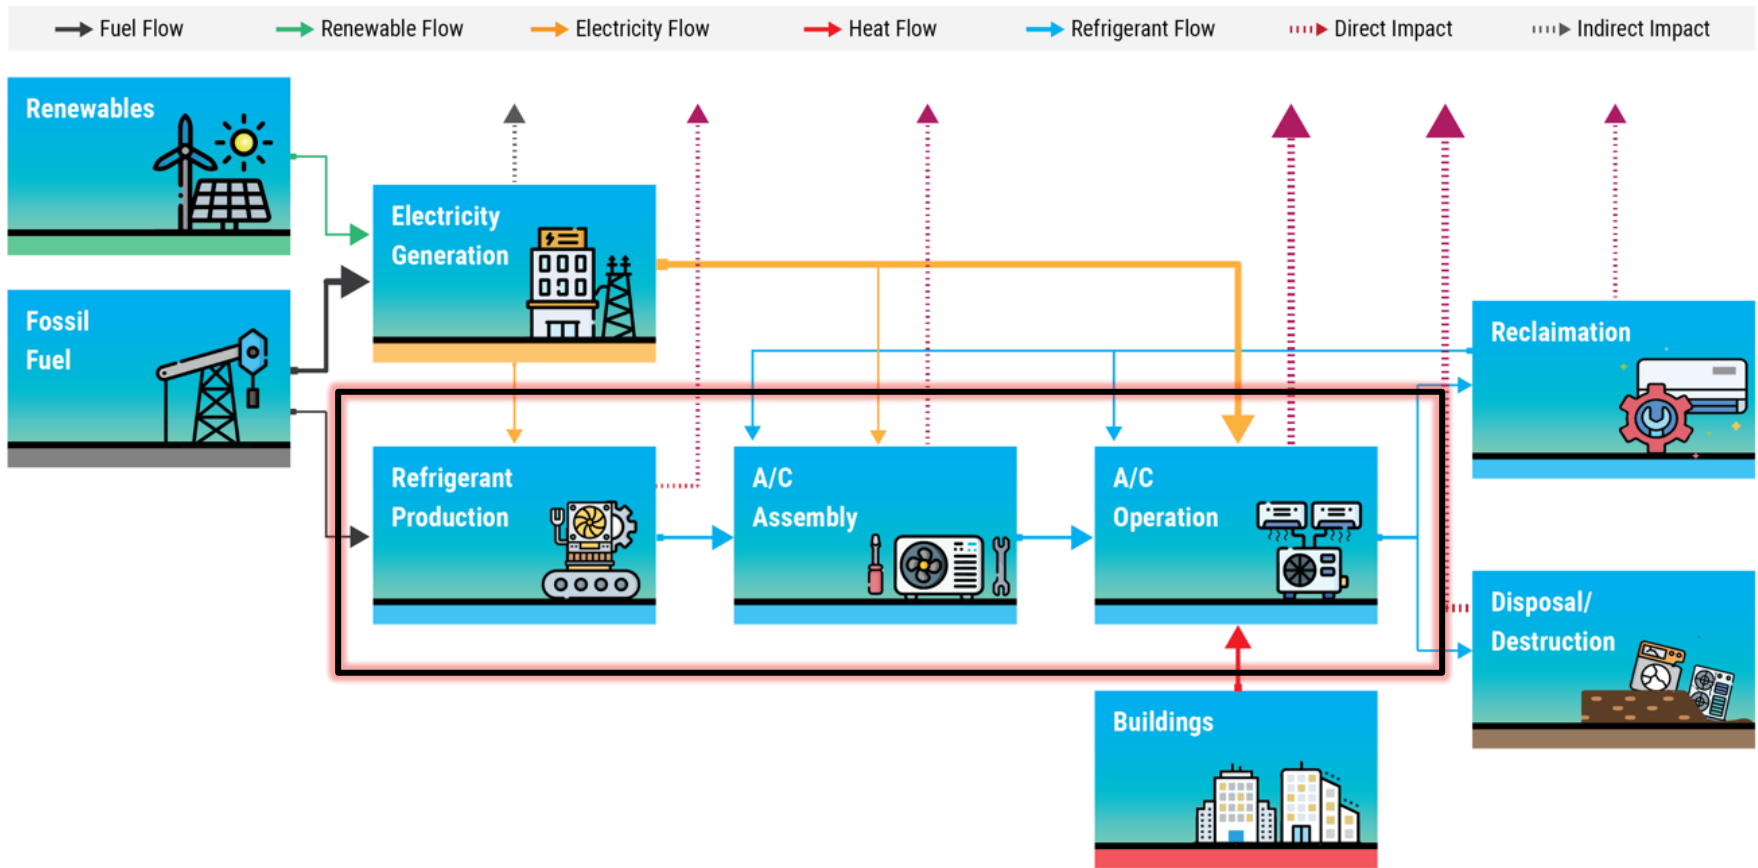 Fuel Flow
Renewable Flow
Electricity Flow
Heat Flow
Refrigerant Flow
Direct Impact
Indirect Impact
Renewables
Electricity
Generation
Fossil
Fuel
Reclaimation
Refrigerant
Production
A/C
Assembly
A/C
Operation
Disposal/
Destruction
Buildings